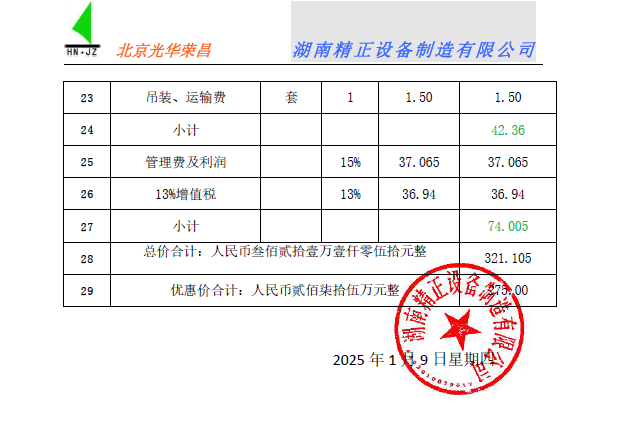 HN·JZ 北京光华荣昌 湖南精正设备制造有限公司
23 吊装、运输费 套 1 1.50 1.50
24 小计 42.36
25 管理费及利润 15% 37.065 37.065
26 13%增值税 13% 36.94 36.94
27 小计 74.005
28 总价合计：人民币叁佰贰拾壹万壹仟零伍拾元整 321.105
29 优惠价合计：人民币贰佰柒拾伍万元整 275.00
湖南精正设备制造有限公司
2025 年 1 月 9 日星期四